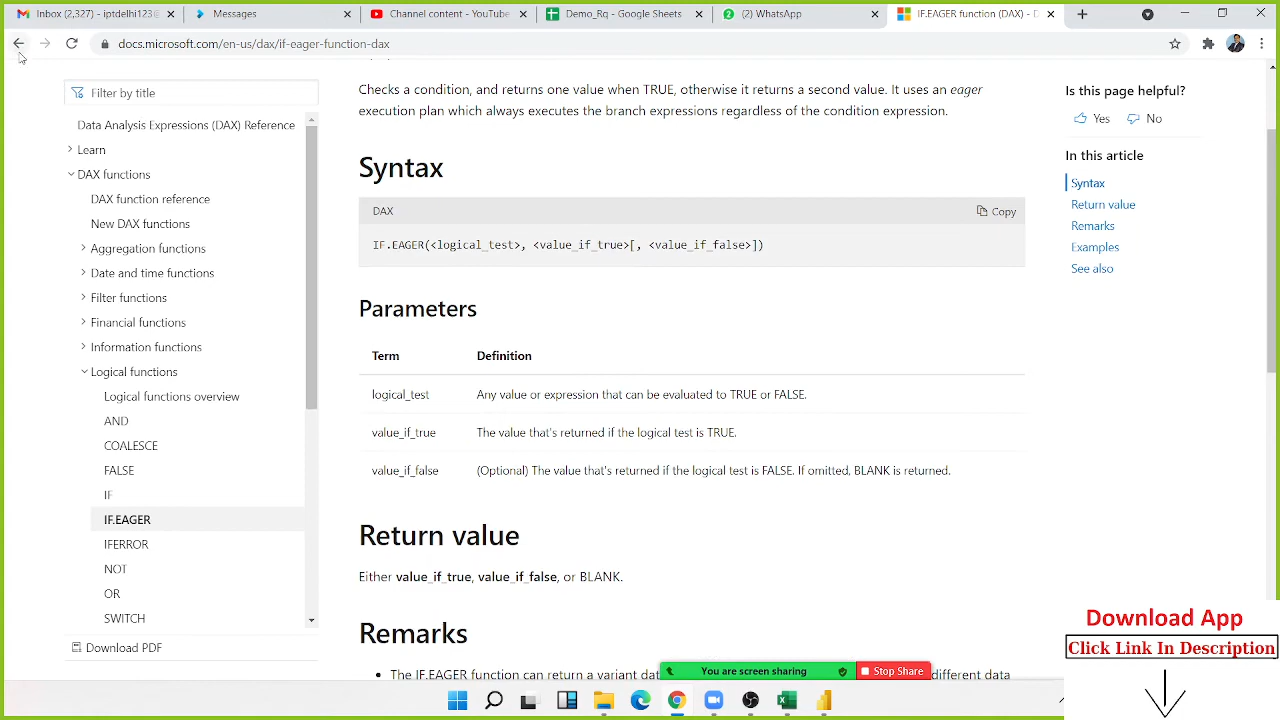 Inbox (2,327) - iptdelhi123@
Messages
Channel content - YouTube
Demo_Rq - Google Sheets
(2) WhatsApp
IF.EAGER function (DAX) - D
docs.microsoft.com/en-us/dax/if-eager-function-dax
Filter by title
Data Analysis Expressions (DAX) Reference
Learn
DAX functions
DAX function reference
New DAX functions
Aggregation functions
Date and time functions
Filter functions
Financial functions
Information functions
Logical functions
Logical functions overview
AND
COALESCE
FALSE
IF
IF.EAGER
IFERROR
NOT
OR
SWITCH
Download PDF
Checks a condition, and returns one value when TRUE, otherwise it returns a second value. It uses an eager
execution plan which always executes the branch expressions regardless of the condition expression.
Syntax
DAX
Copy
IF.EAGER(<logical_test>, <value_if_true>[, <value_if_false>])
Parameters
Term Definition
logical_test Any value or expression that can be evaluated to TRUE or FALSE.
value_if_true The value that's returned if the logical test is TRUE.
value_if_false (Optional) The value that's returned if the logical test is FALSE. If omitted, BLANK is returned.
Return value
Either value_if_true, value_if_false, or BLANK.
Remarks
The IF.EAGER function can return a variant dat different data
You are screen sharing
Stop Share
Is this page helpful?
Yes No
In this article
Syntax
Return value
Remarks
Examples
See also
Download App
Click Link In Description